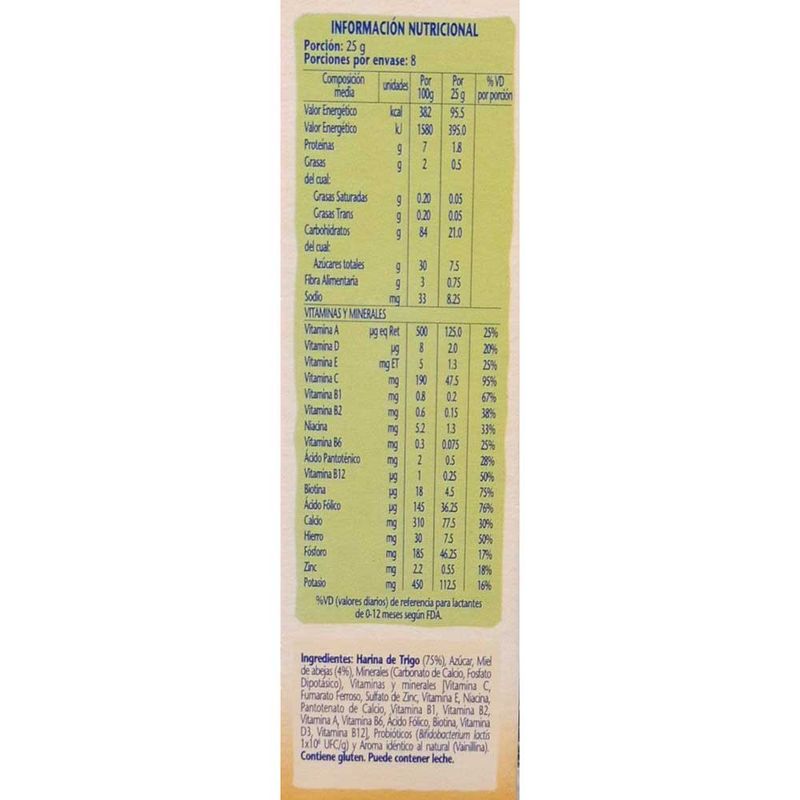 INFORMACIÓN NUTRICIONAL
Porción: 25 g
Porciones por envase: 8
Composición media unidades Por 100g Por 25 g %VD por porción
Valor Energético kcal 382 95.5
Valor Energético kJ 1580 395.0
Proteínas g 7 1.8
Grasas g 2 0.5
del cual:
Grasas Saturadas g 0.20 0.05
Grasas Trans g 0.20 0.05
Carbohidratos g 84 21.0
del cual:
Azúcares totales g 30 7.5
Fibra Alimentaria g 3 0.75
Sodio mg 33 8.25
VITAMINAS Y MINERALES
Vitamina A µg eq Ret 500 125.0 25%
Vitamina D µg 8 2.0 20%
Vitamina E mg ET 5 1.3 25%
Vitamina C mg 190 47.5 95%
Vitamina B1 mg 0.8 0.2 67%
Vitamina B2 mg 0.6 0.15 38%
Niacina mg 5.2 1.3 33%
Vitamina B6 mg 0.3 0.075 25%
Ácido Pantoténico mg 2 0.5 28%
Vitamina B12 µg 1 0.25 50%
Biotina µg 18 4.5 75%
Ácido Fólico µg 145 36.25 76%
Calcio mg 310 77.5 30%
Hierro mg 30 7.5 50%
Fósforo mg 185 46.25 17%
Zinc mg 2.2 0.55 18%
Potasio mg 450 112.5 16%
%VD (valores diarios) de referencia para lactantes
de 0-12 meses según FDA.
Ingredientes: Harina de Trigo (75%), Azúcar, Miel
de abejas (4%), Minerales (Carbonato de Calcio, Fosfato
Dipotásico), Vitaminas y minerales [Vitamina C,
Fumarato Ferroso, Sulfato de Zinc, Vitamina E, Niacina,
Pantotenato de Calcio, Vitamina B1, Vitamina B2,
Vitamina A, Vitamina B6, Ácido Fólico, Biotina, Vitamina
D3, Vitamina B12], Probióticos (Bifidobacterium lactis
1x10⁶ UFC/g) y Aroma idéntico al natural (Vainillina).
Contiene gluten. Puede contener leche.